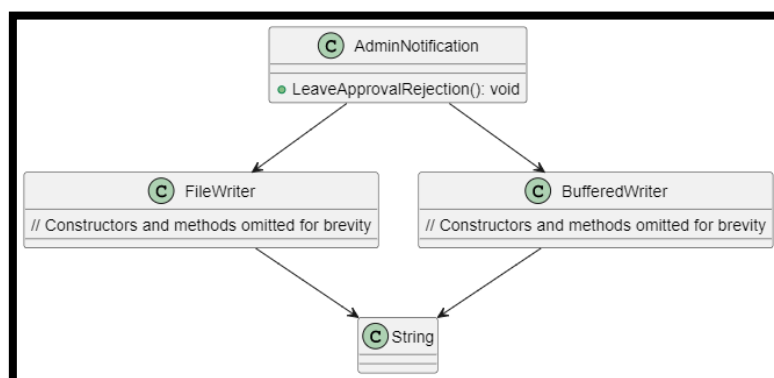 C AdminNotification
LeaveApprovalRejection(): void
C FileWriter
C BufferedWriter
// Constructors and methods omitted for brevity
// Constructors and methods omitted for brevity
C String